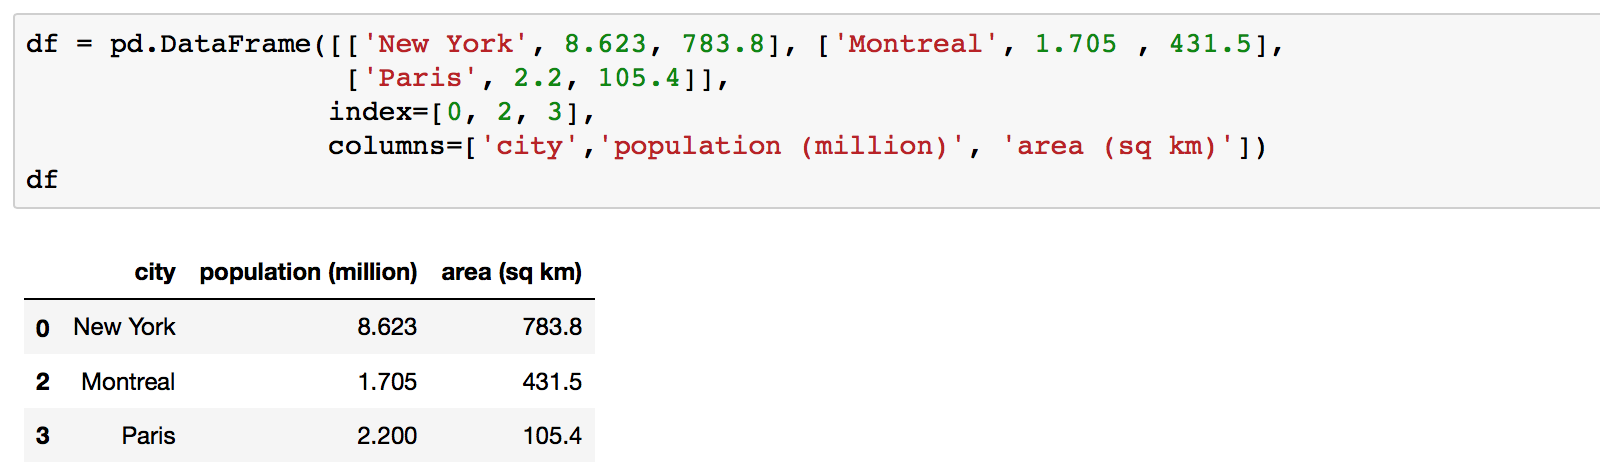 df = pd.DataFrame([['New York', 8.623, 783.8], ['Montreal', 1.705 , 431.5],
['Paris', 2.2, 105.4]],
index=[0, 2, 3],
columns=['city','population (million)', 'area (sq km)'])
df
city population (million) area (sq km)
0 New York 8.623 783.8
2 Montreal 1.705 431.5
3 Paris 2.200 105.4